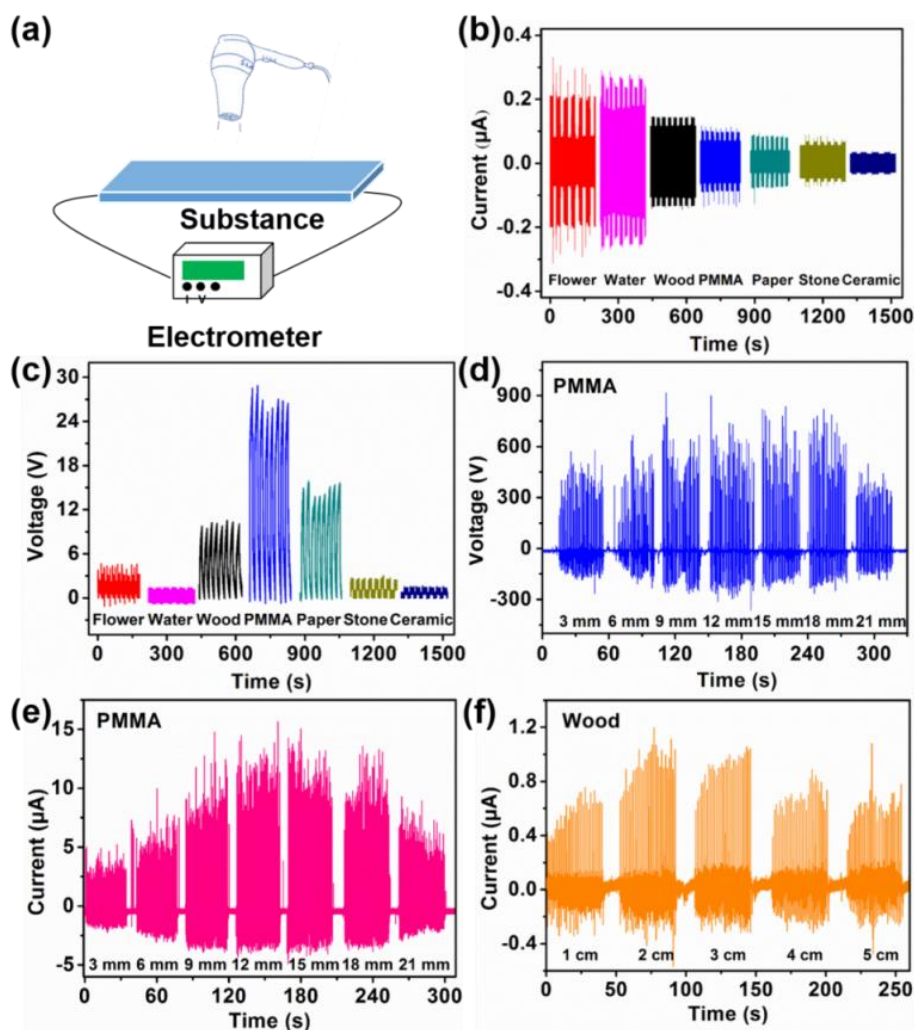 (a)
Substance
I V
Electrometer
(b)
0.4
0.2
0.0
-0.2
-0.4
Current (μA)
Flower Water Wood PMMA Paper Stone Ceramic
0 300 600 900 1200 1500
Time (s)
(c)
30
24
18
12
6
0
Voltage (V)
Flower Water Wood PMMA Paper Stone Ceramic
0 300 600 900 1200 1500
Time (s)
(d)
PMMA
900
600
300
0
-300
Voltage (V)
3 mm 6 mm 9 mm 12 mm 15 mm 18 mm 21 mm
0 60 120 180 240 300
Time (s)
(e)
PMMA
15
10
5
0
-5
Current (μA)
3 mm 6 mm 9 mm 12 mm 15 mm 18 mm 21 mm
0 60 120 180 240 300
Time (s)
(f)
Wood
1.2
0.8
0.4
0.0
-0.4
Current (μA)
1 cm 2 cm 3 cm 4 cm 5 cm
0 50 100 150 200 250
Time (s)